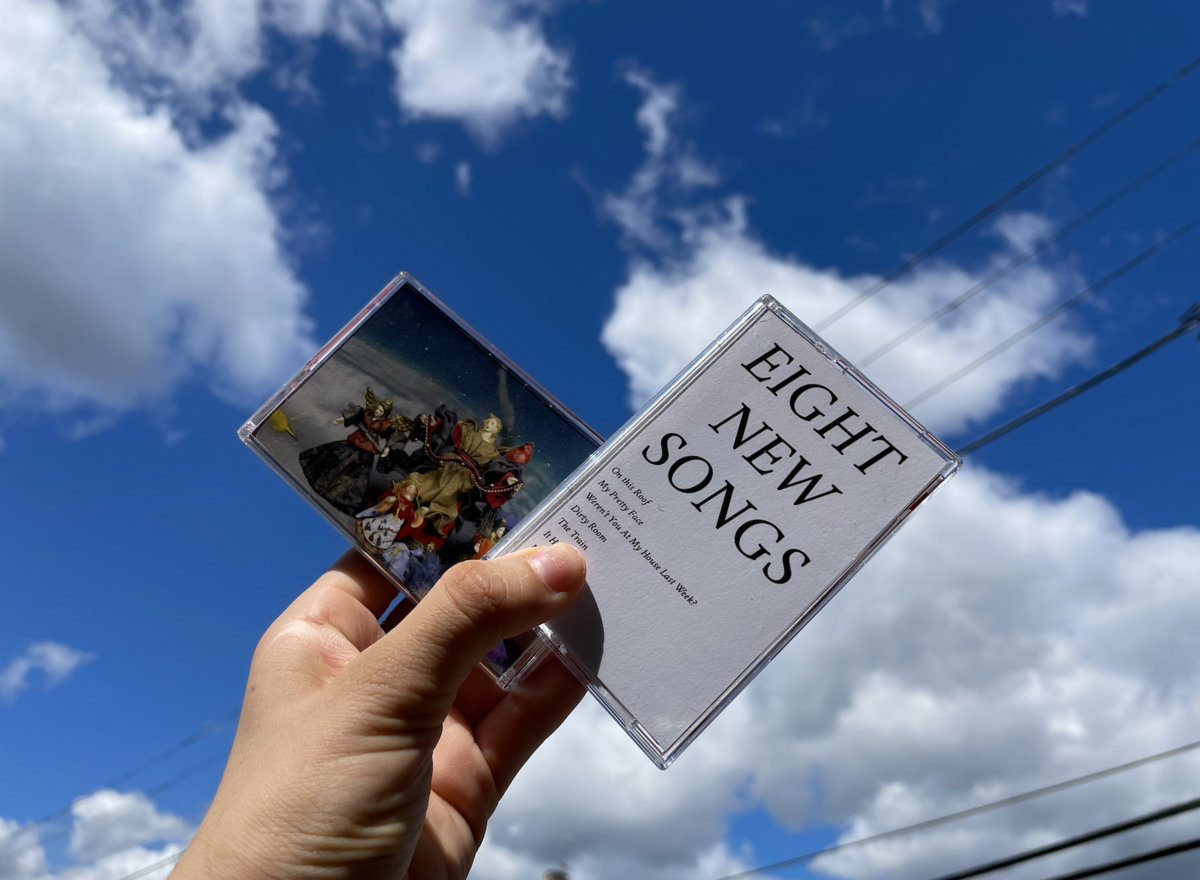 EIGHT
NEW
SONGS
On this Roof
My Pretty Face
Weren't You At My House Last Week?
Dirty Room
The Train
It H